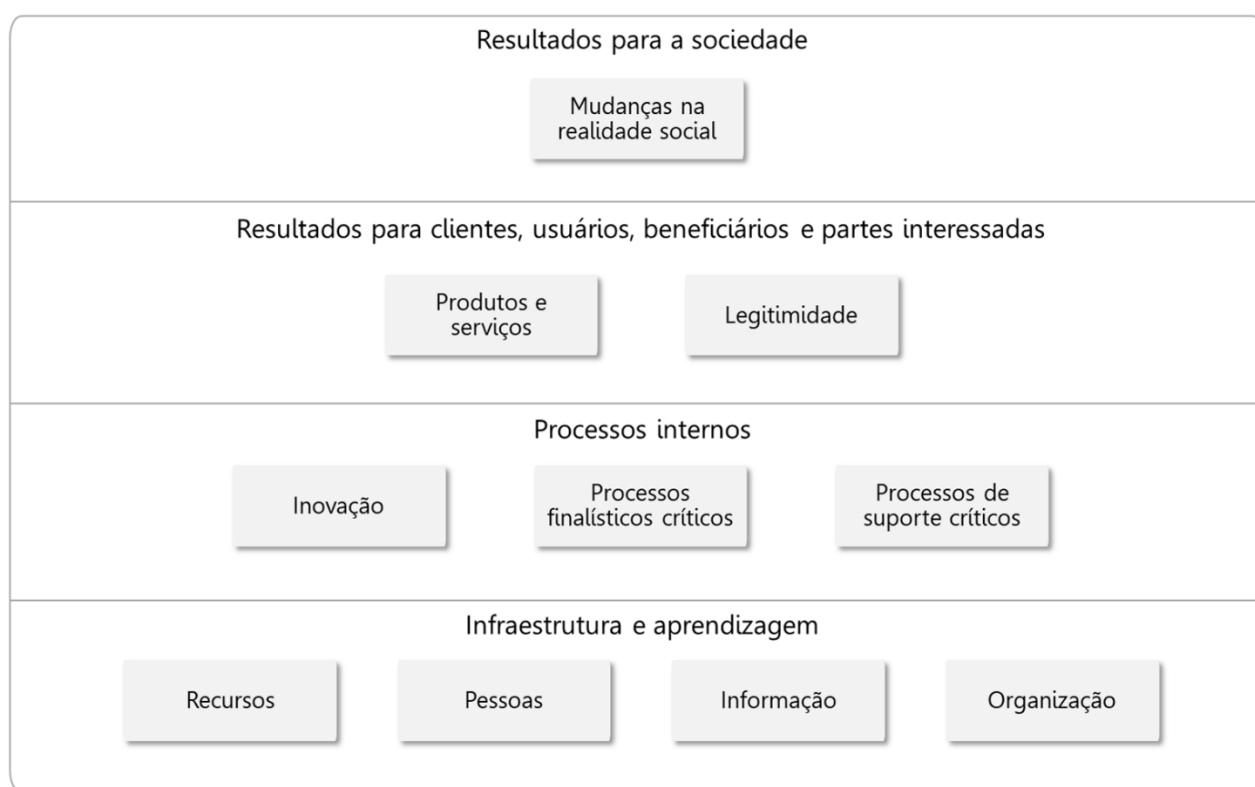 Resultados para a sociedade
Mudanças na
realidade social
Resultados para clientes, usuários, beneficiários e partes interessadas
Produtos e
serviços
Legitimidade
Processos internos
Inovação
Processos
finalísticos críticos
Processos de
suporte críticos
Infraestrutura e aprendizagem
Recursos
Pessoas
Informação
Organização